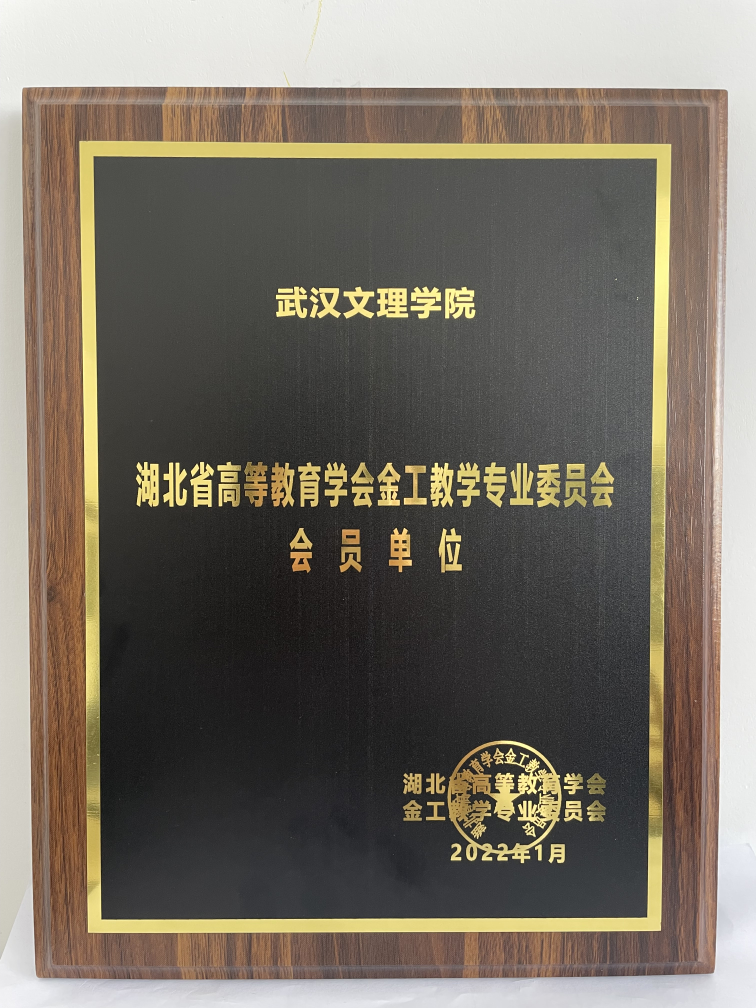 武汉文理学院
湖北省高等教育学会金工教学专业委员会
会员单位
湖北省高等教育学会
金工教学专业委员会
2022年1月